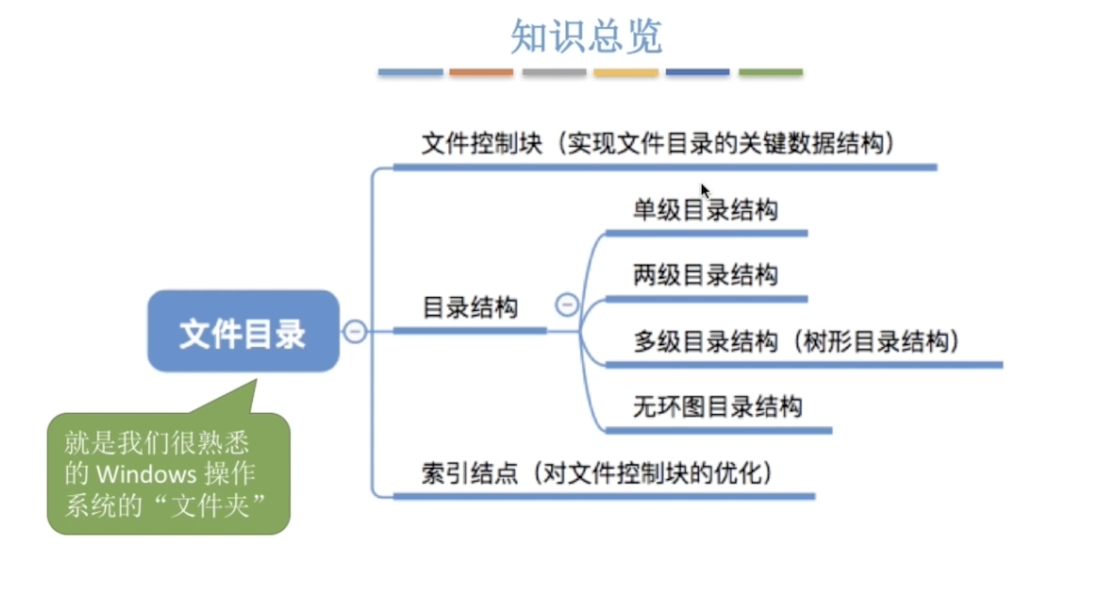 知识总览
文件控制块（实现文件目录的关键数据结构）
单级目录结构
两级目录结构
目录结构
多级目录结构（树形目录结构）
文件目录
无环图目录结构
就是我们很熟悉
的 Windows 操作
系统的“文件夹”
索引结点（对文件控制块的优化）